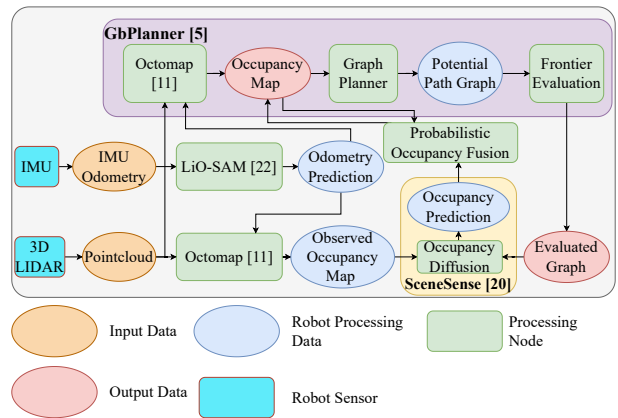 GbPlanner [5]
Octomap
[11]
Occupancy
Map
Graph
Planner
Potential
Path Graph
Frontier
Evaluation
Probabilistic
Occupancy Fusion
IMU
IMU
Odometry
LiO-SAM [22]
Odometry
Prediction
Occupancy
Prediction
3D
LIDAR
Pointcloud
Octomap [11]
Observed
Occupancy
Map
Occupancy
Diffusion
SceneSense [20]
Evaluated
Graph
Input Data
Robot Processing
Data
Processing
Node
Output Data
Robot Sensor